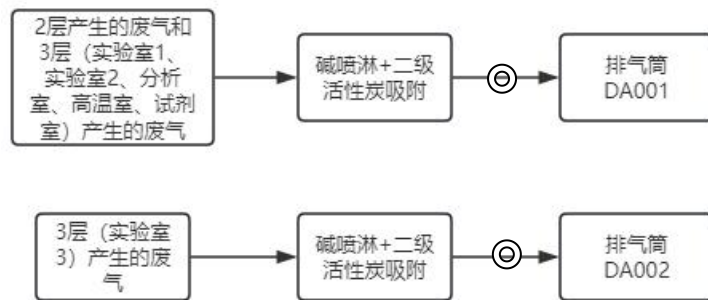 2层产生的废气和
3层（实验室1、
实验室2、分析
室、高温室、试剂
室）产生的废气
碱喷淋+二级
活性炭吸附
排气筒
DA001
3层（实验室
3）产生的废
气
碱喷淋+二级
活性炭吸附
排气筒
DA002